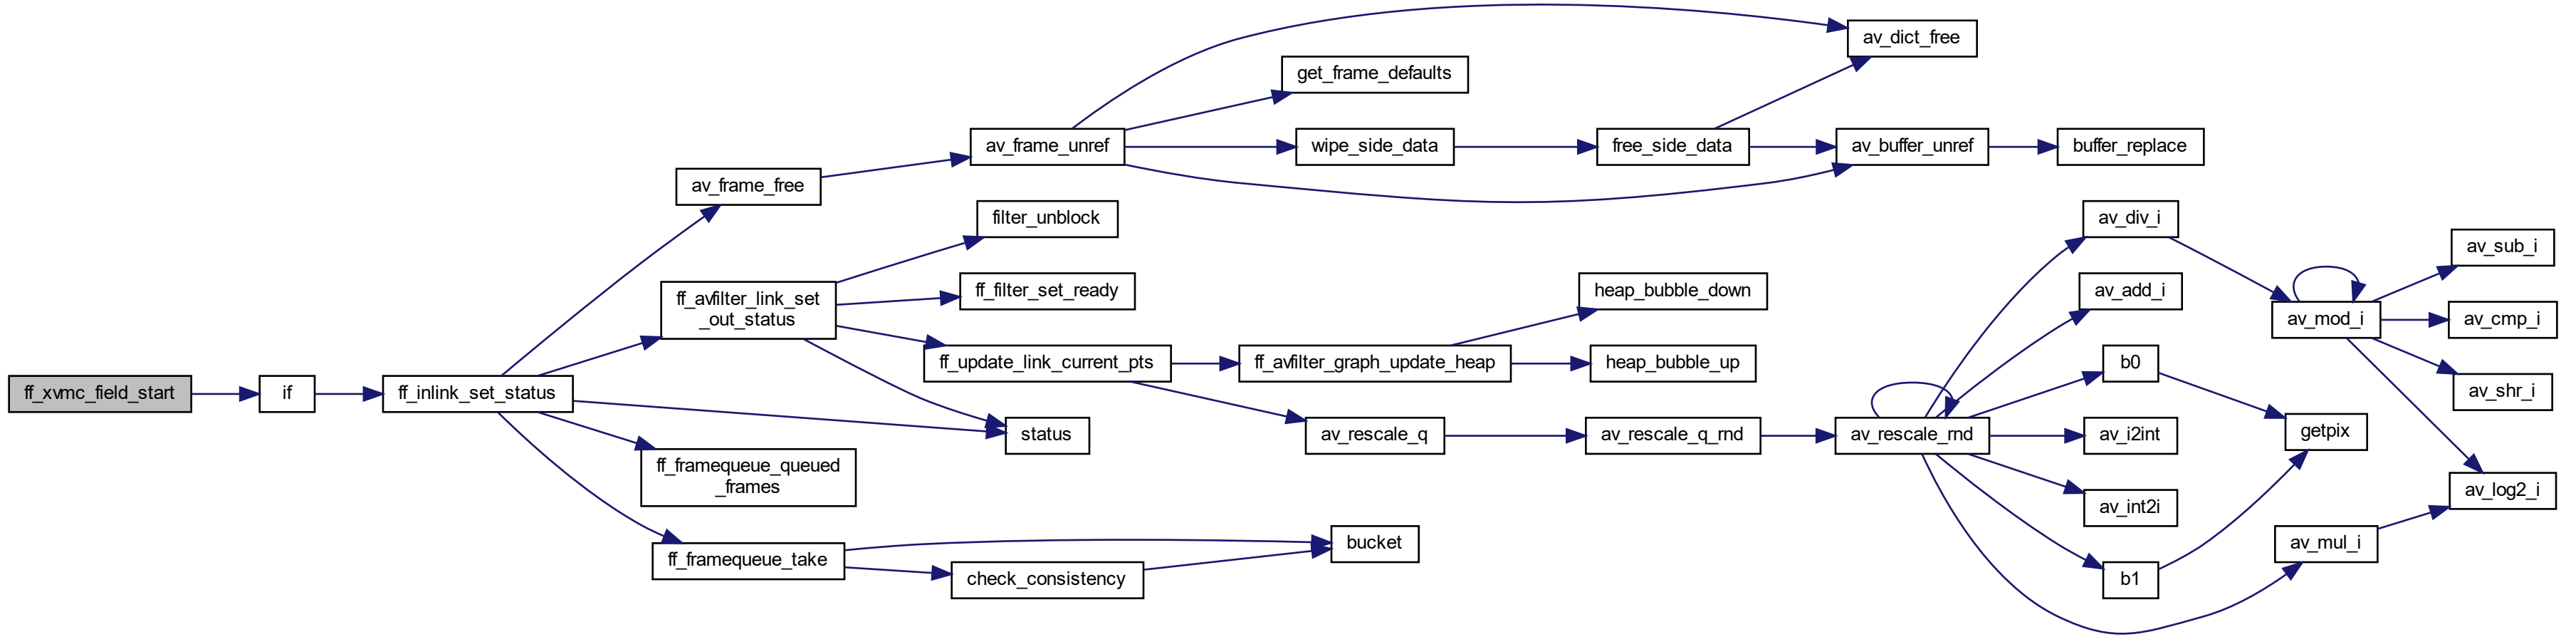 ff_xvmc_field_start
if
ff_inlink_set_status
av_frame_free
ff_avfilter_link_set
_out_status
ff_framequeue_queued
_frames
ff_framequeue_take
av_frame_unref
filter_unblock
ff_filter_set_ready
ff_update_link_current_pts
status
check_consistency
get_frame_defaults
wipe_side_data
ff_avfilter_graph_update_heap
av_rescale_q
bucket
free_side_data
heap_bubble_down
heap_bubble_up
av_rescale_q_rnd
av_dict_free
av_buffer_unref
av_rescale_rnd
buffer_replace
av_div_i
av_add_i
b0
av_i2int
av_int2i
b1
av_mod_i
getpix
av_mul_i
av_sub_i
av_cmp_i
av_shr_i
av_log2_i